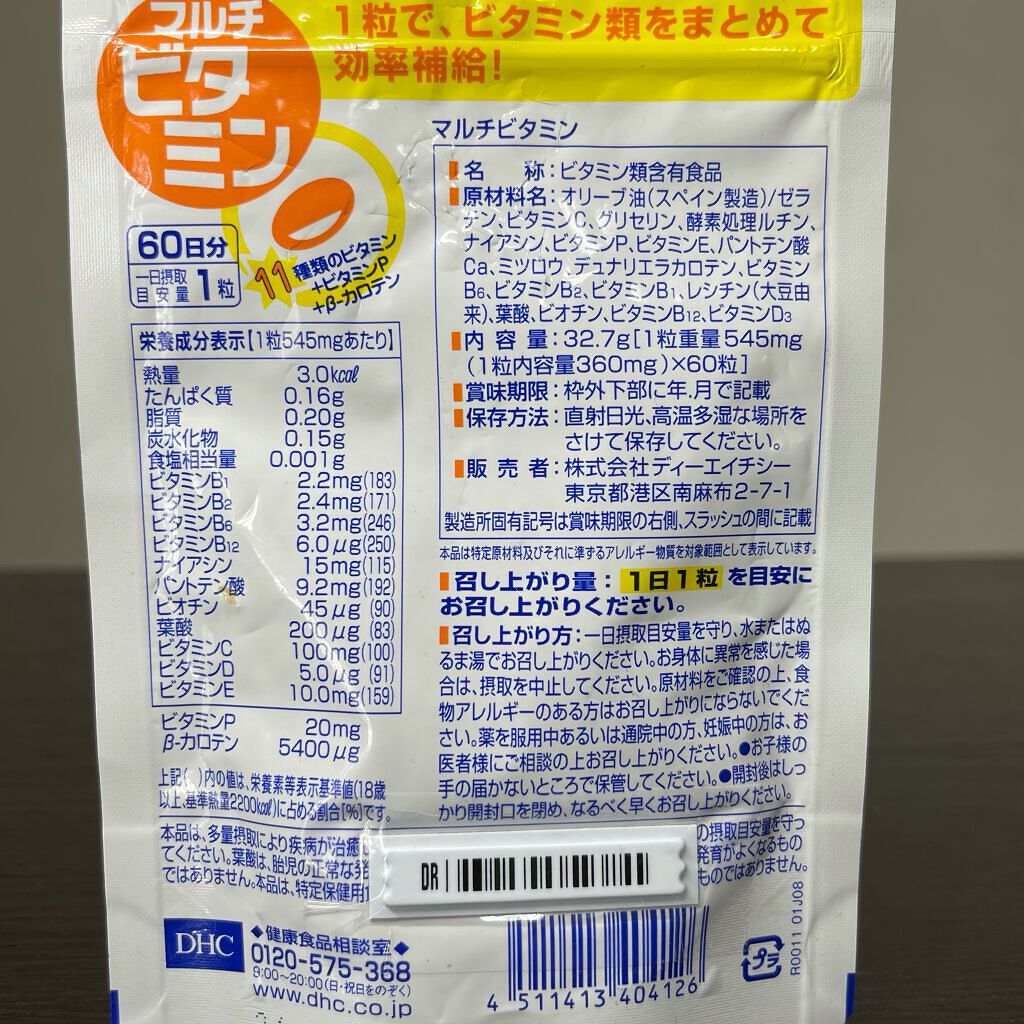 マルチ
ビタ
ミン
1粒で、ビタミン類をまとめて
効率補給!
60日分
一日摂取
目安量 1粒
11種類のビタミン
+ビタミンP
+β-カロテン
栄養成分表示【1粒545mgあたり】
熱量 3.0kcal
たんぱく質 0.16g
脂質 0.20g
炭水化物 0.15g
食塩相当量 0.001g
ビタミンB1 2.2mg(183)
ビタミンB2 2.4mg(171)
ビタミンB6 3.2mg(246)
ビタミンB12 6.0μg(250)
ナイアシン 15mg(115)
パントテン酸 9.2mg(192)
ビオチン 45μg(90)
葉酸 200μg(83)
ビタミンC 100mg(100)
ビタミンD 5.0μg(91)
ビタミンE 10.0mg(159)
ビタミンP 20mg
β-カロテン 5400μg
上記( )内の値は、栄養素等表示基準値(18歳
以上、基準熱量2200kcal)に占める割合[%]です。
マルチビタミン
名 称:ビタミン類含有食品
原材料名:オリーブ油(スペイン製造)/ゼラ
チン、ビタミンC、グリセリン、酵素処理ルチン、
ナイアシン、ビタミンP、ビタミンE、パントテン酸
Ca、ミツロウ、デュナリエラカロテン、ビタミン
B6、ビタミンB2、ビタミンB1、レシチン(大豆由
来)、葉酸、ビオチン、ビタミンB12、ビタミンD3
内容量:32.7g[1粒重量545mg
(1粒内容量360mg)×60粒]
賞味期限:枠外下部に年.月で記載
保存方法:直射日光、高温多湿な場所を
さけて保存してください。
販売者:株式会社ディーエイチシー
東京都港区南麻布2-7-1
製造所固有記号は賞味期限の右側、スラッシュの間に記載
本品は特定原材料及びそれに準ずるアレルギー物質を対象範囲として表示しています。
召し上がり量:1日1粒を目安に
お召し上がりください。
召し上がり方:一日摂取目安量を守り、水またはぬ
るま湯でお召し上がりください。お身体に異常を感じた場
合は、摂取を中止してください。原材料をご確認の上、食
物アレルギーのある方はお召し上がりにならないでくだ
さい。薬を服用中あるいは通院中の方、妊娠中の方は、お
医者様にご相談の上お召し上がりください。●お子様の
手の届かないところで保管してください。●開封後はしっ
かり開封口を閉め、なるべく早くお召し上がりください。
本品は、多量摂取により疾病が治癒 の摂取目安量を守っ
てください。葉酸は、胎児の正常な発 発育がよくなるもの
ではありません。本品は、特定保健用 ものではありません。
DR
DHC
◆健康食品相談室◆
0120-575-368
9:00~20:00(日・祝日をのぞく)
www.dhc.co.jp
4 511413 404126
プラ
R0011 01J08